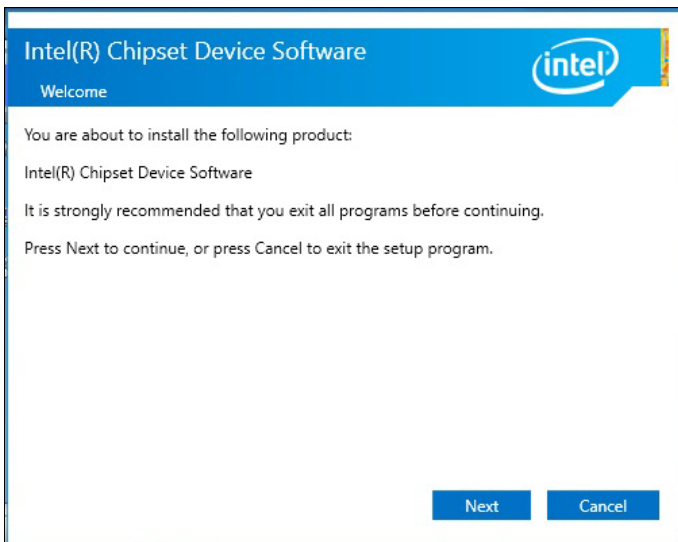 Intel(R) Chipset Device Software
intel
Welcome
You are about to install the following product:
Intel(R) Chipset Device Software
It is strongly recommended that you exit all programs before continuing.
Press Next to continue, or press Cancel to exit the setup program.
Next
Cancel